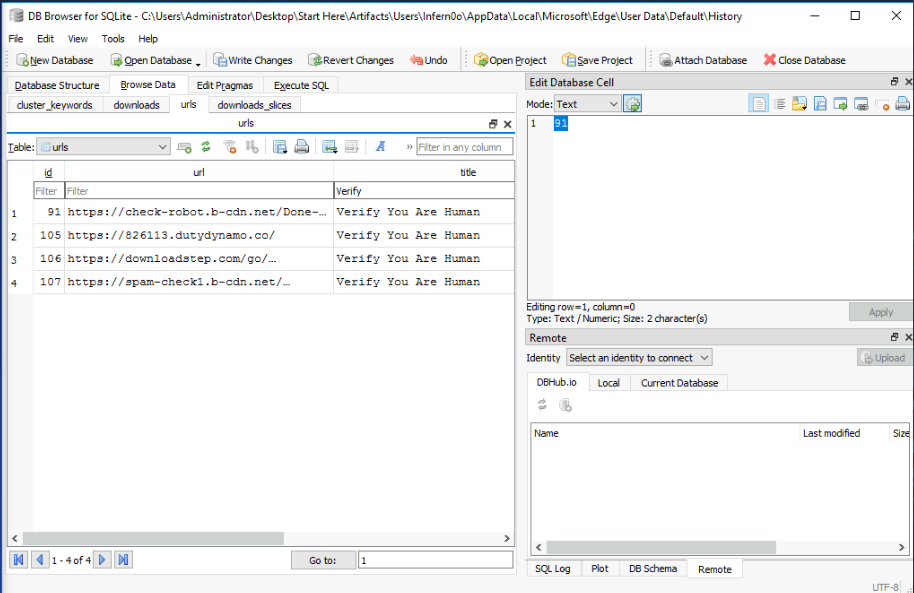 DB Browser for SQLite - C:\Users\Administrator\Desktop\Start Here\Artifacts\Users\Infern0o\AppData\Local\Microsoft\Edge\User Data\Default\History
File Edit View Tools Help
New Database Open Database Write Changes Revert Changes Undo Open Project Save Project Attach Database Close Database
Database Structure Browse Data Edit Pragmas Execute SQL
cluster_keywords downloads urls downloads_slices
urls
Table: urls » Filter in any column
id url title
Filter Filter Verify
1 91 https://check-robot.b-cdn.net/Done-… Verify You Are Human
2 105 https://826113.dutydynamo.co/ Verify You Are Human
3 106 https://downloadstep.com/go/… Verify You Are Human
4 107 https://spam-check1.b-cdn.net/… Verify You Are Human
1 - 4 of 4 Go to: 1
Edit Database Cell
Mode: Text
1 91
Editing row=1, column=0
Type: Text / Numeric; Size: 2 character(s)
Apply
Remote
Identity Select an identity to connect Upload
DBHub.io Local Current Database
Name Last modified Size
SQL Log Plot DB Schema Remote
UTF-8